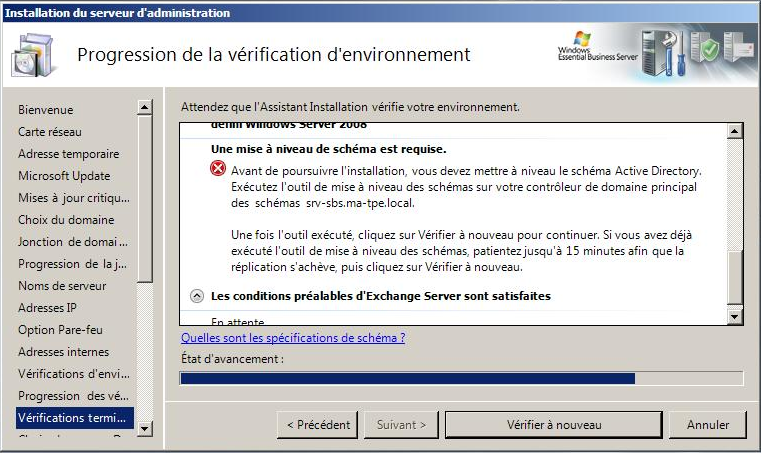 Installation du serveur d'administration
Progression de la vérification d'environnement
Windows
Essential Business Server
Bienvenue
Carte réseau
Adresse temporaire
Microsoft Update
Mises à jour critiqu...
Choix du domaine
Jonction de domai...
Progression de la j...
Noms de serveur
Adresses IP
Option Pare-feu
Adresses internes
Vérifications d'envi...
Progression des vé...
Vérifications termi...
Attendez que l'Assistant Installation vérifie votre environnement.
défini Windows Server 2008
Une mise à niveau de schéma est requise.
Avant de poursuivre l'installation, vous devez mettre à niveau le schéma Active Directory.
Exécutez l'outil de mise à niveau des schémas sur votre contrôleur de domaine principal
des schémas srv-sbs.ma-tpe.local.
Une fois l'outil exécuté, cliquez sur Vérifier à nouveau pour continuer. Si vous avez déjà
exécuté l'outil de mise à niveau des schémas, patientez jusqu'à 15 minutes afin que la
réplication s'achève, puis cliquez sur Vérifier à nouveau.
Les conditions préalables d'Exchange Server sont satisfaites
En attente
Quelles sont les spécifications de schéma ?
État d'avancement :
< Précédent
Suivant >
Vérifier à nouveau
Annuler